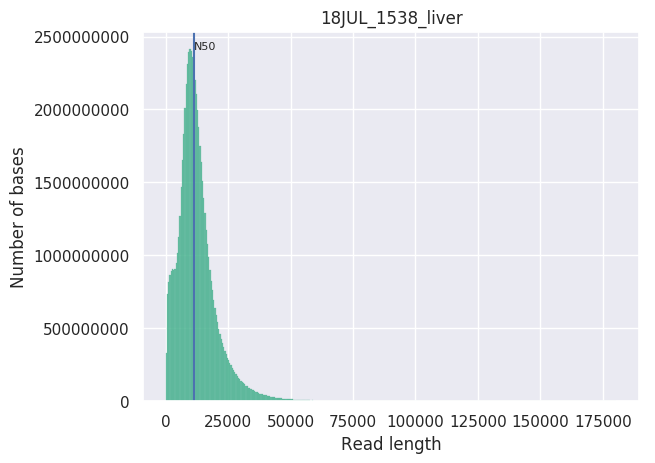 18JUL_1538_liver
N50
2500000000
2000000000
1500000000
1000000000
500000000
0
Number of bases
0 25000 50000 75000 100000 125000 150000 175000
Read length